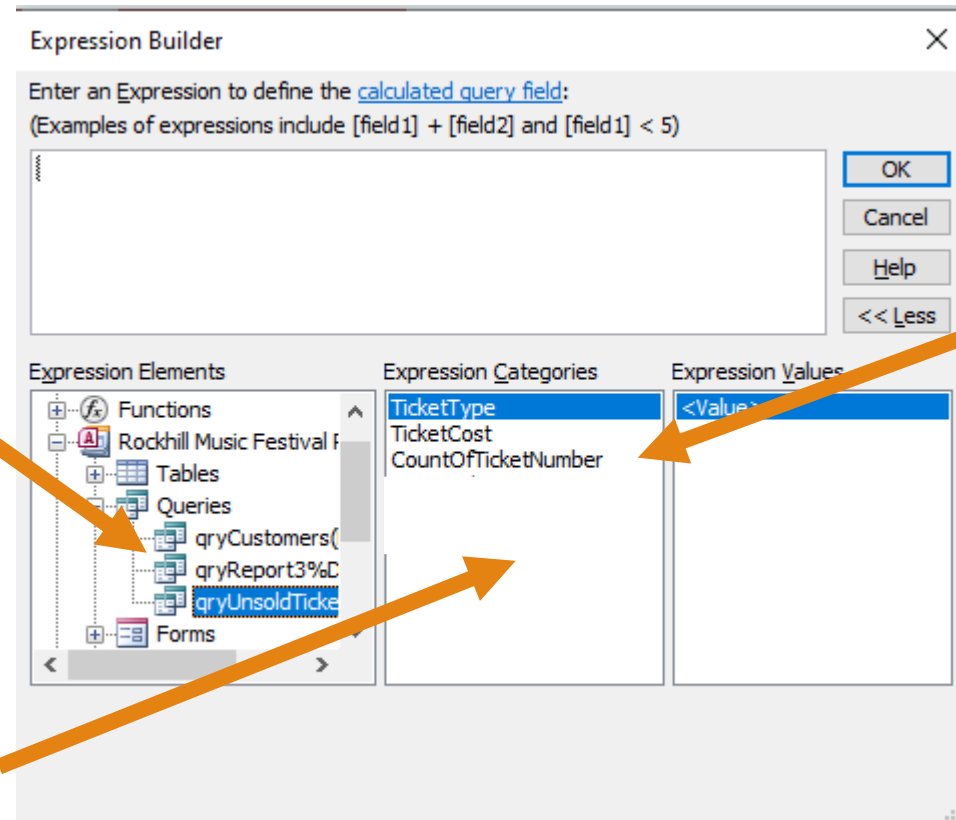 Expression Builder
Enter an Expression to define the calculated query field:
(Examples of expressions include [field1] + [field2] and [field1] < 5)
OK
Cancel
Help
<< Less
Expression Elements
Expression Categories
Expression Values
Functions
Rockhill Music Festival F
Tables
Queries
qryCustomers(
qryReport3%D
qryUnsoldTicke
Forms
TicketType
TicketCost
CountOfTicketNumber
<Value>